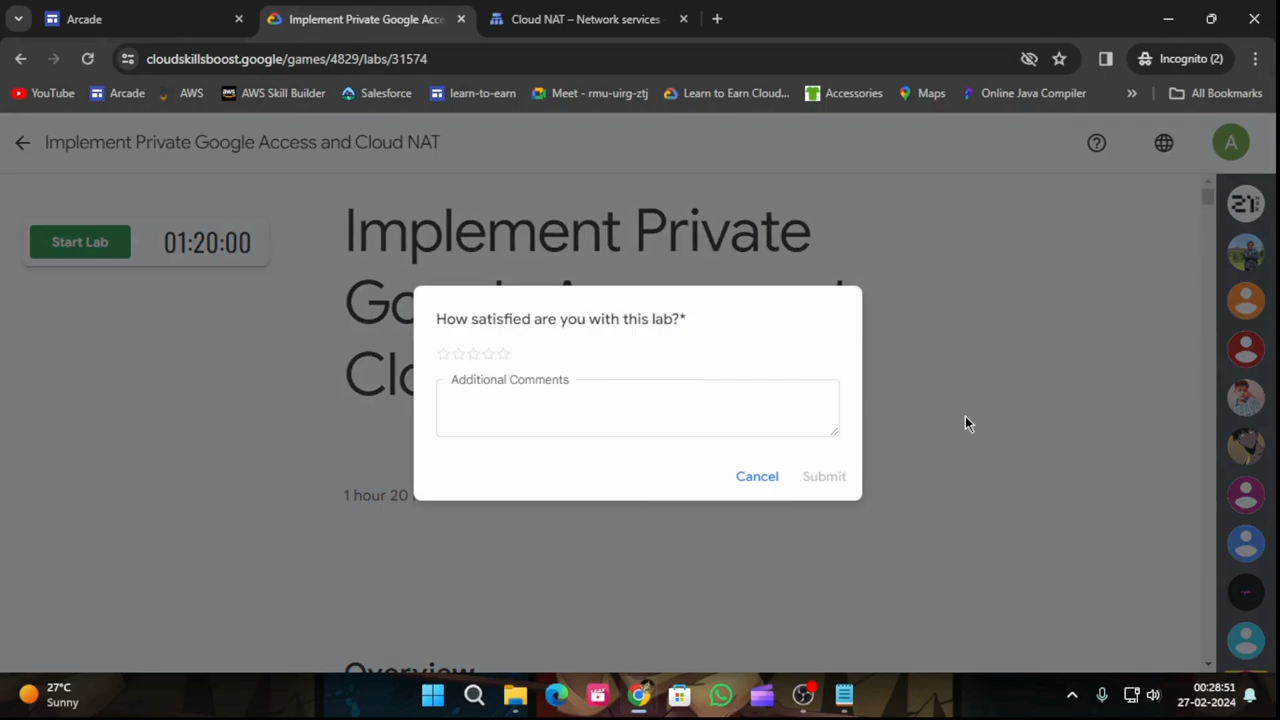 Arcade
Implement Private Google Acce
Cloud NAT – Network services -
cloudskillsboost.google/games/4829/labs/31574
Incognito (2)
YouTube
Arcade
AWS
AWS Skill Builder
Salesforce
learn-to-earn
Meet - rmu-uirg-ztj
Learn to Earn Cloud...
Accessories
Maps
Online Java Compiler
»
All Bookmarks
Implement Private Google Access and Cloud NAT
A
Start Lab
01:20:00
Implement Private
Go
Clo
1 hour 20
Overview
How satisfied are you with this lab?*
Additional Comments
Cancel
Submit
27°C
Sunny
00:28:51
27-02-2024